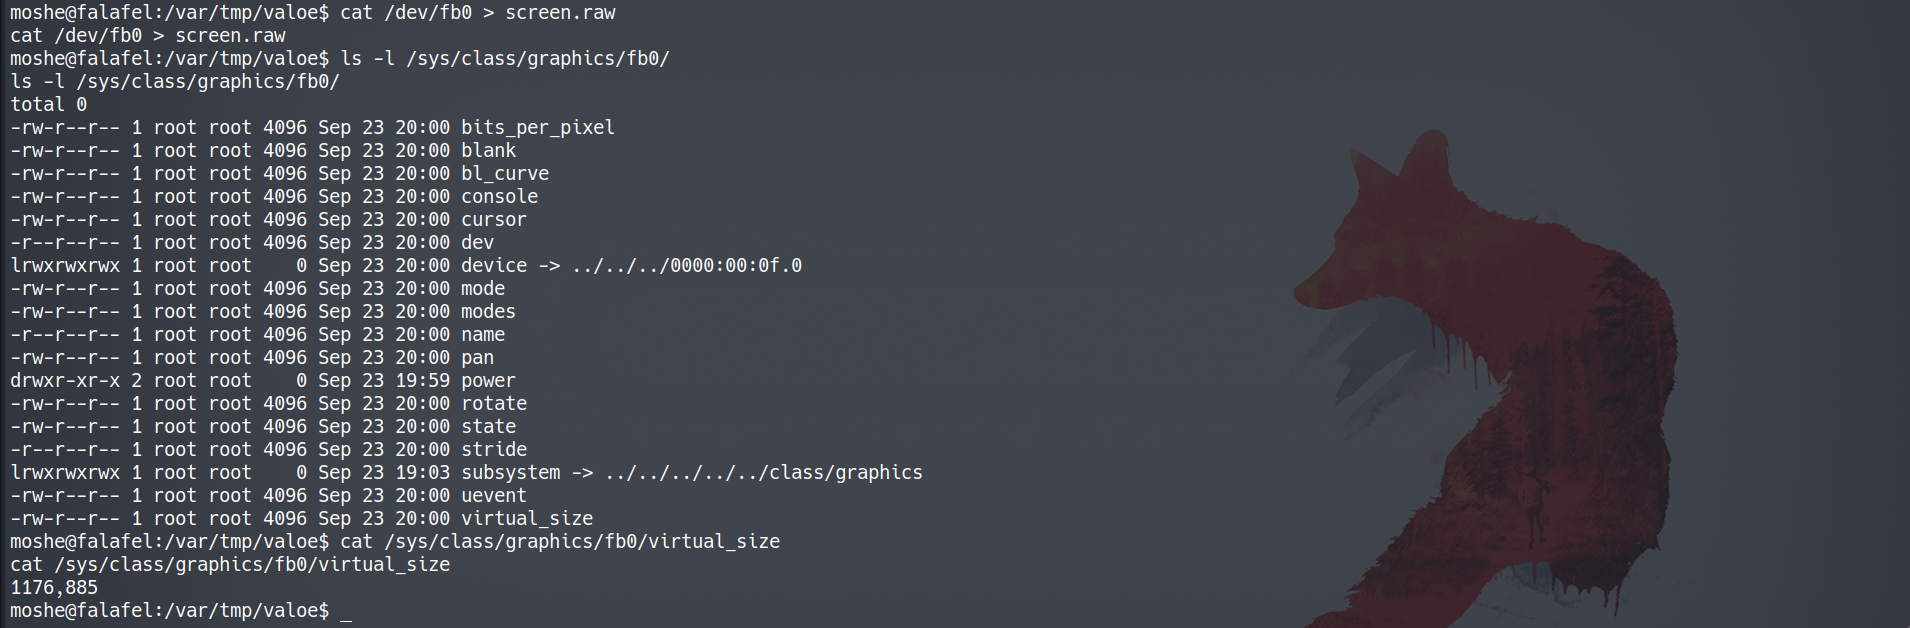 moshe@falafel:/var/tmp/valoe$ cat /dev/fb0 > screen.raw
cat /dev/fb0 > screen.raw
moshe@falafel:/var/tmp/valoe$ ls -l /sys/class/graphics/fb0/
ls -l /sys/class/graphics/fb0/
total 0
-rw-r--r-- 1 root root 4096 Sep 23 20:00 bits_per_pixel
-rw-r--r-- 1 root root 4096 Sep 23 20:00 blank
-rw-r--r-- 1 root root 4096 Sep 23 20:00 bl_curve
-rw-r--r-- 1 root root 4096 Sep 23 20:00 console
-rw-r--r-- 1 root root 4096 Sep 23 20:00 cursor
-r--r--r-- 1 root root 4096 Sep 23 20:00 dev
lrwxrwxrwx 1 root root    0 Sep 23 20:00 device -> ../../../0000:00:0f.0
-rw-r--r-- 1 root root 4096 Sep 23 20:00 mode
-rw-r--r-- 1 root root 4096 Sep 23 20:00 modes
-r--r--r-- 1 root root 4096 Sep 23 20:00 name
-rw-r--r-- 1 root root 4096 Sep 23 20:00 pan
drwxr-xr-x 2 root root    0 Sep 23 19:59 power
-rw-r--r-- 1 root root 4096 Sep 23 20:00 rotate
-rw-r--r-- 1 root root 4096 Sep 23 20:00 state
-r--r--r-- 1 root root 4096 Sep 23 20:00 stride
lrwxrwxrwx 1 root root    0 Sep 23 19:03 subsystem -> ../../../../../class/graphics
-rw-r--r-- 1 root root 4096 Sep 23 20:00 uevent
-rw-r--r-- 1 root root 4096 Sep 23 20:00 virtual_size
moshe@falafel:/var/tmp/valoe$ cat /sys/class/graphics/fb0/virtual_size
cat /sys/class/graphics/fb0/virtual_size
1176,885
moshe@falafel:/var/tmp/valoe$ _